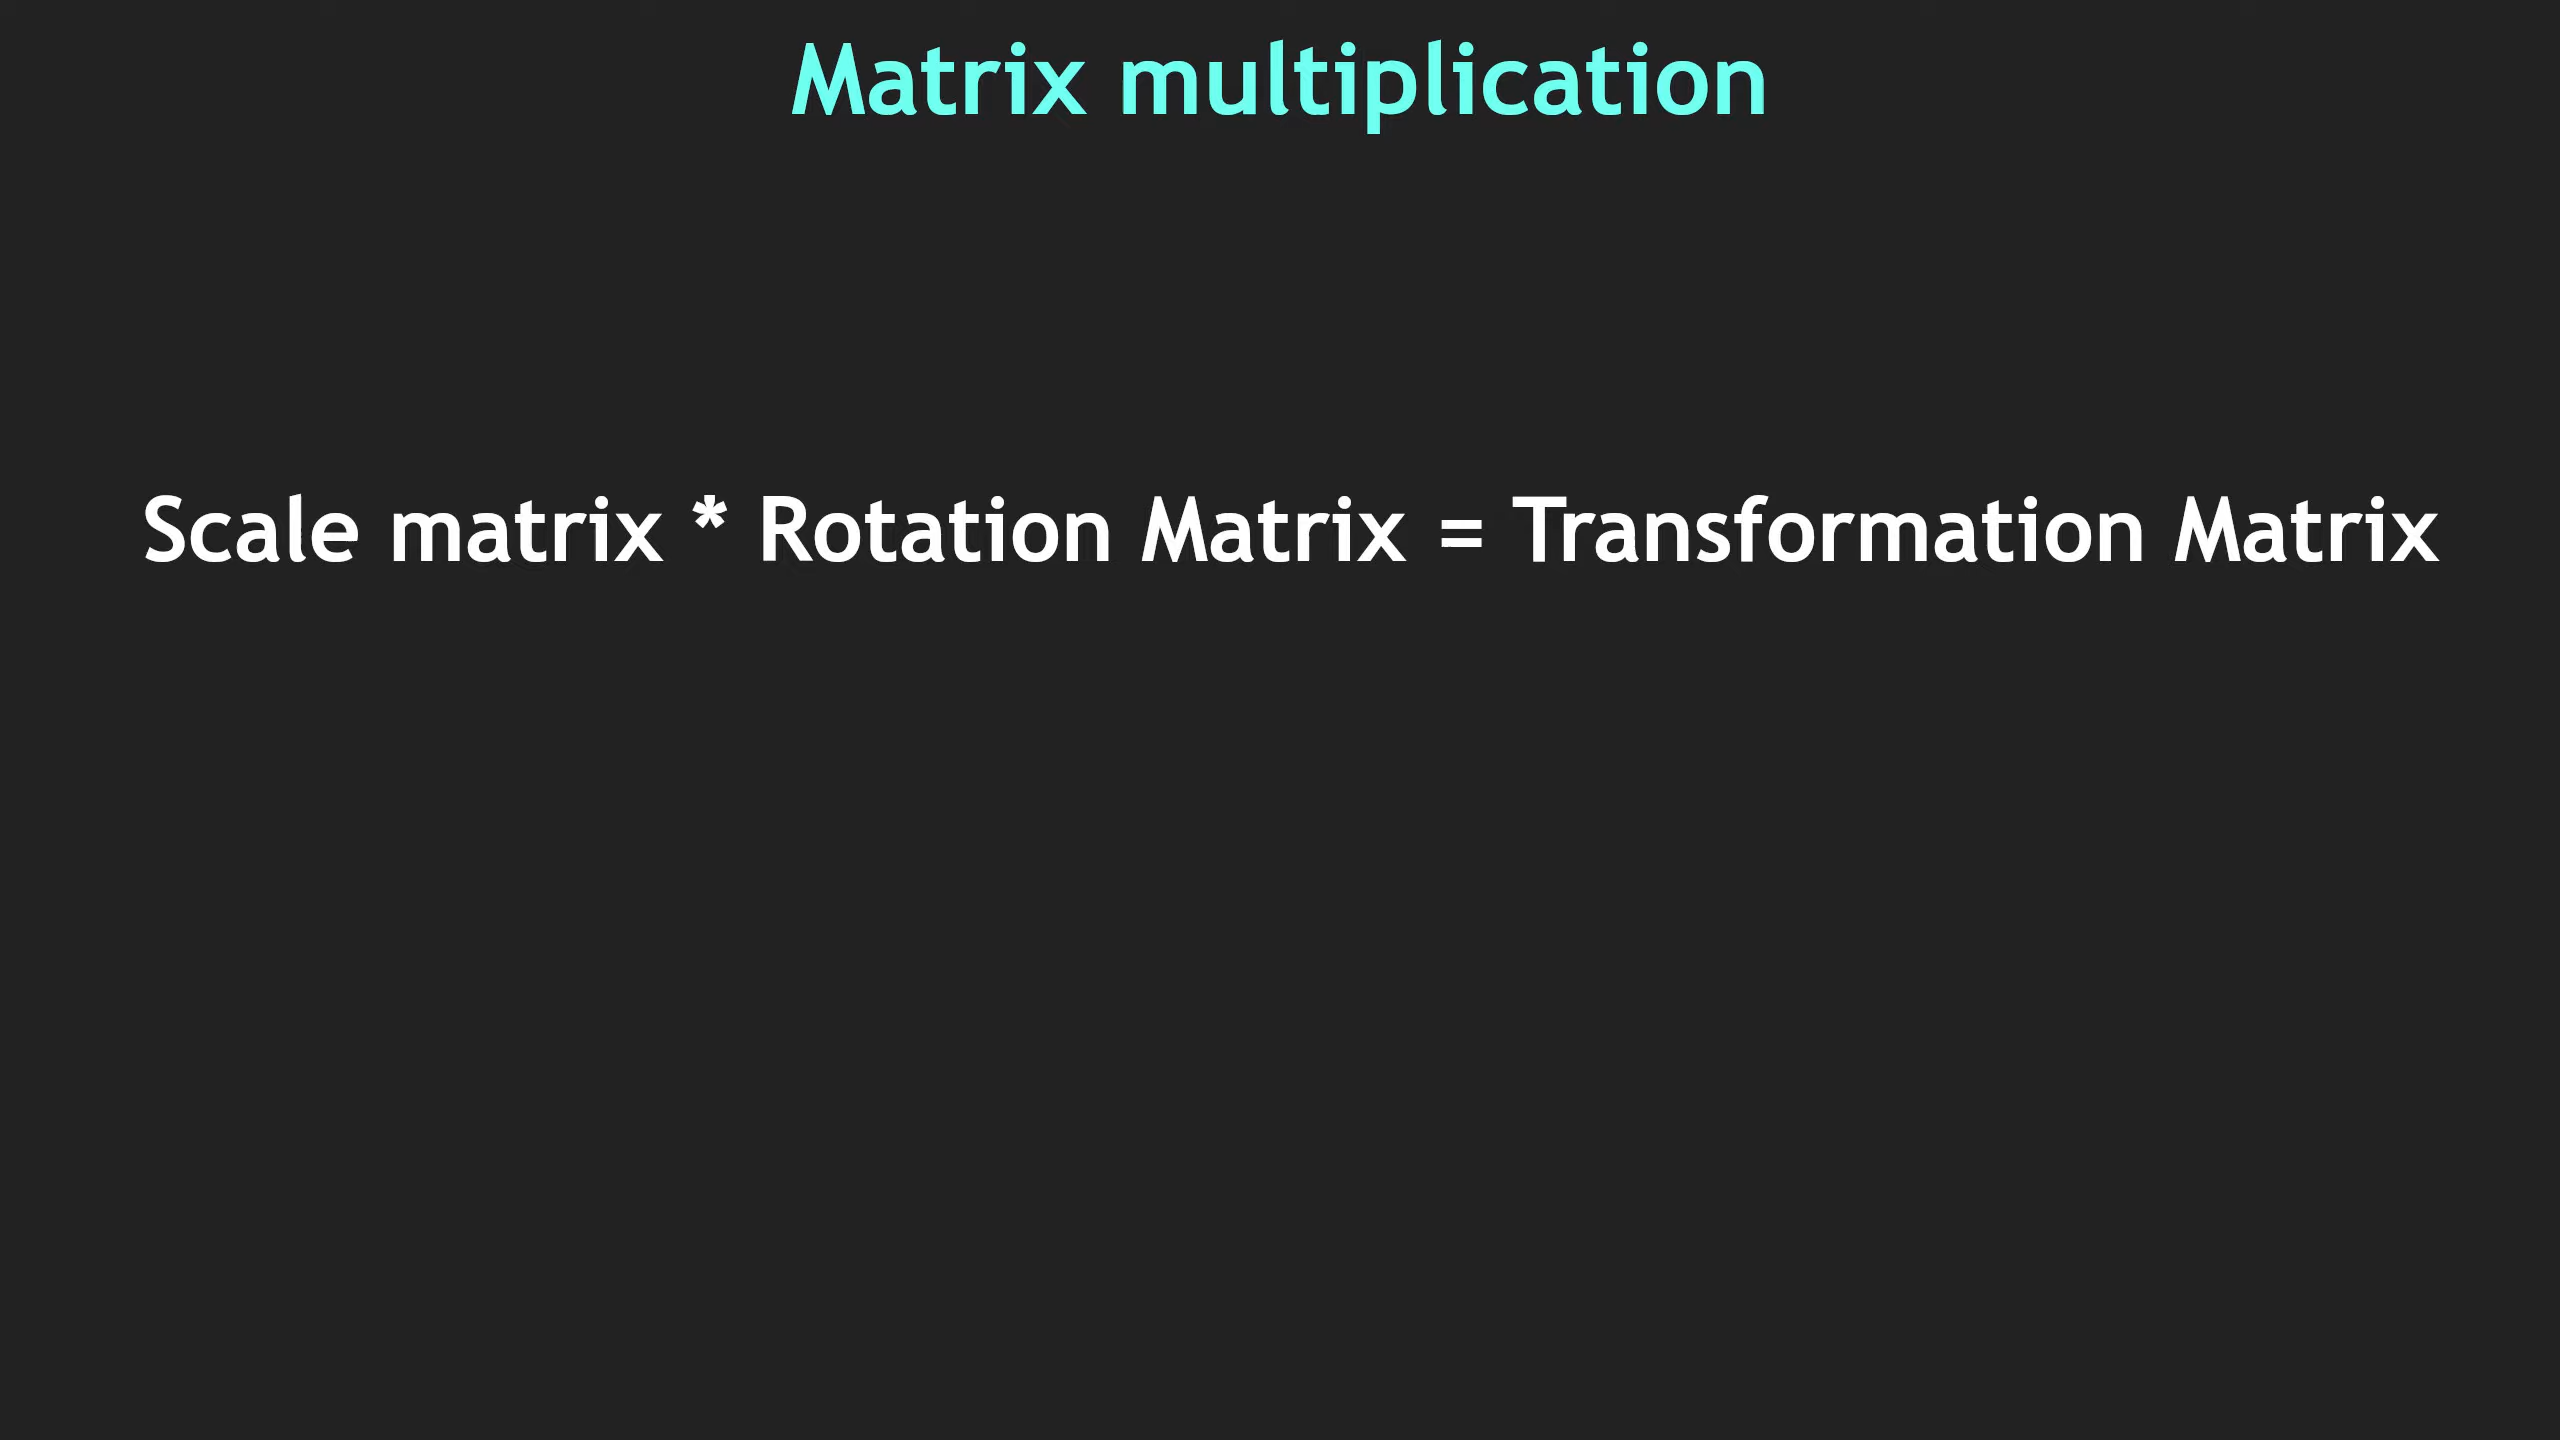 Matrix multiplication
Scale matrix * Rotation Matrix = Transformation Matrix